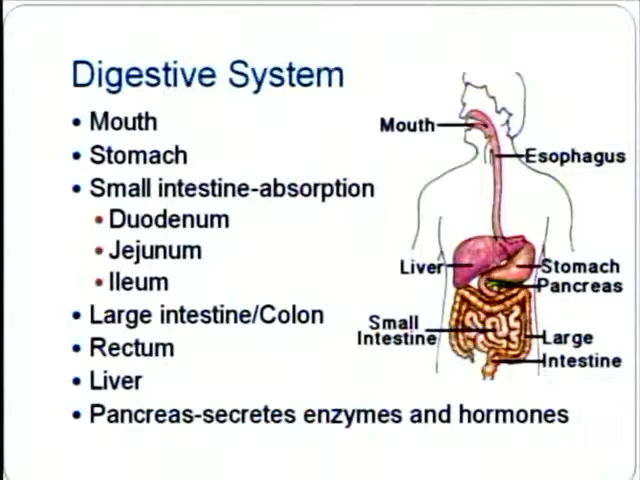 Digestive System
• Mouth
• Stomach
• Small intestine-absorption
• Duodenum
• Jejunum
• Ileum
• Large intestine/Colon
• Rectum
• Liver
• Pancreas-secretes enzymes and hormones
Mouth
Esophagus
Liver
Stomach
Pancreas
Small
Intestine
Large
Intestine